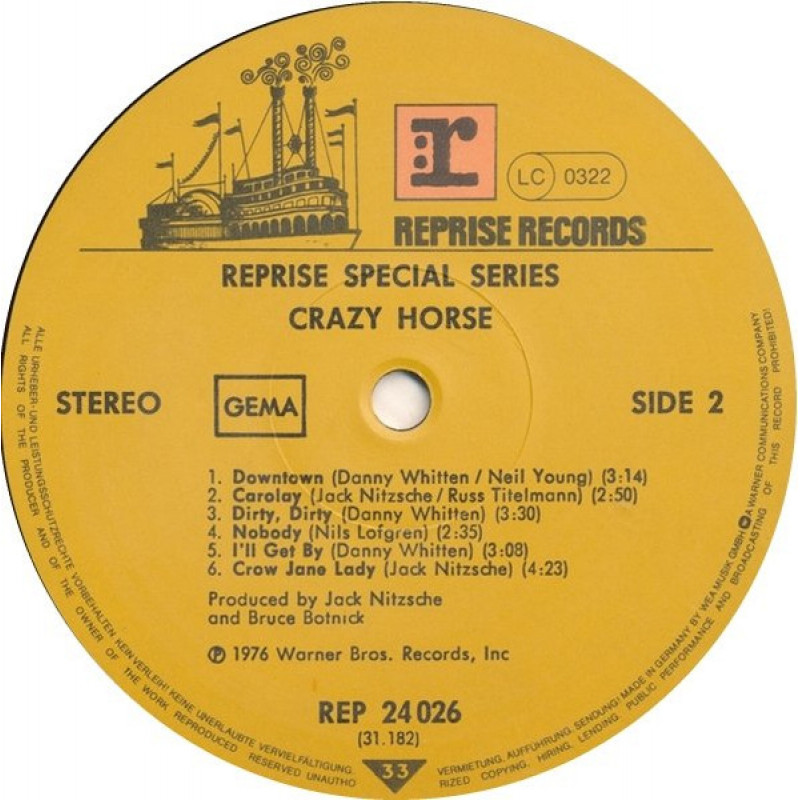 r
LC 0322
REPRISE RECORDS
REPRISE SPECIAL SERIES
CRAZY HORSE
STEREO
GEMA
SIDE 2
1. Downtown (Danny Whitten / Neil Young) (3:14)
2. Carolay (Jack Nitzsche / Russ Titelmann) (2:50)
3. Dirty, Dirty (Danny Whitten) (3:30)
4. Nobody (Nils Lofgren) (2:35)
5. I'll Get By (Danny Whitten) (3:08)
6. Crow Jane Lady (Jack Nitzsche) (4:23)
Produced by Jack Nitzsche
and Bruce Botnick
℗ 1976 Warner Bros. Records, Inc
REP 24 026
(31.182)
33
ALLE URHEBER- UND LEISTUNGSSCHUTZRECHTE VORBEHALTEN KEIN VERLEIH! KEINE UNERLAUBTE VERVIELFÄLTIGUNG,
VERMIETUNG, AUFFÜHRUNG, SENDUNG! MADE IN GERMANY BY WEA MUSIK GMBH A WARNER COMMUNICATIONS COMPANY
ALL RIGHTS OF THE PRODUCER AND OF THE OWNER OF THE WORK REPRODUCED RESERVED UNAUTHO
RIZED COPYING, HIRING, LENDING, PUBLIC PERFORMANCE AND BROADCASTING OF THIS RECORD PROHIBITED!